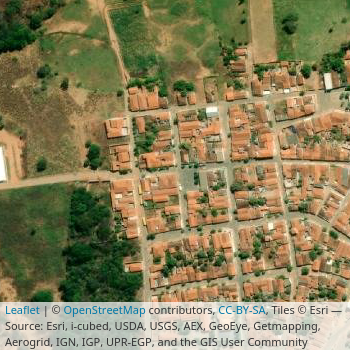 Leaflet | © OpenStreetMap contributors, CC-BY-SA, Tiles © Esri —
Source: Esri, i-cubed, USDA, USGS, AEX, GeoEye, Getmapping,
Aerogrid, IGN, IGP, UPR-EGP, and the GIS User Community